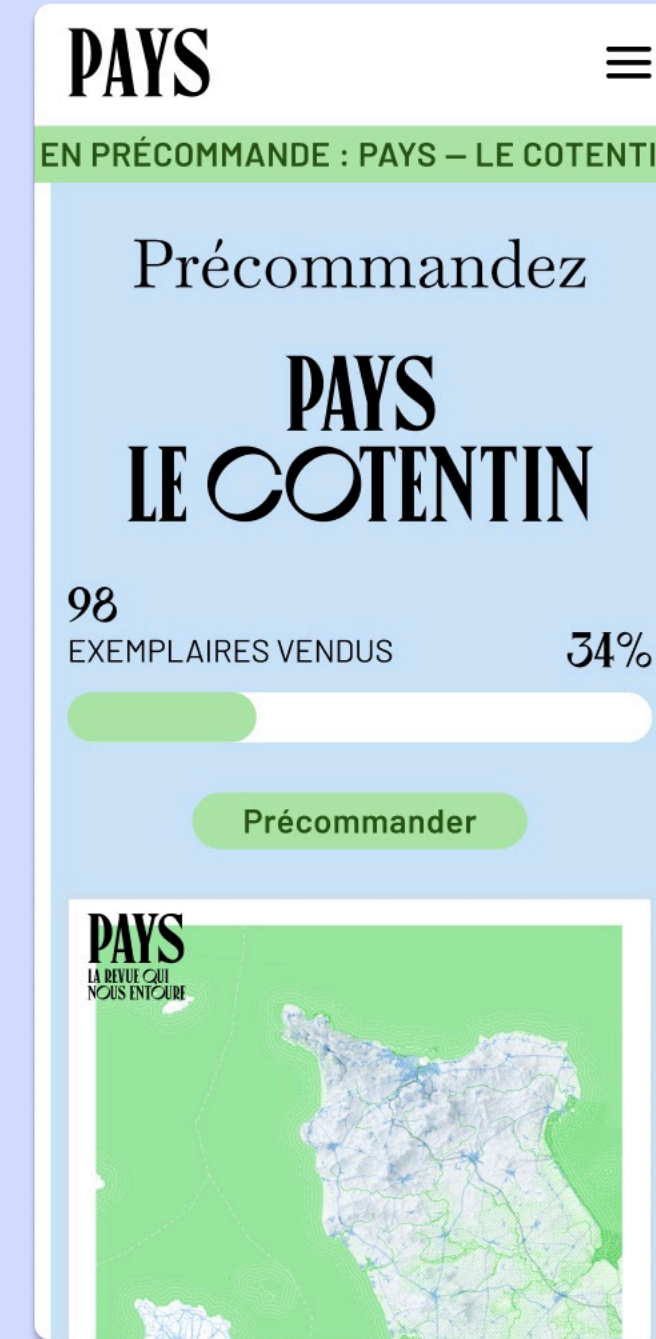 PAYS
EN PRÉCOMMANDE : PAYS — LE COTENTI
Précommandez
PAYS
LE COTENTIN
98
EXEMPLAIRES VENDUS
34%
Précommander
PAYS
LA REVUE QUI
NOUS ENTOURE